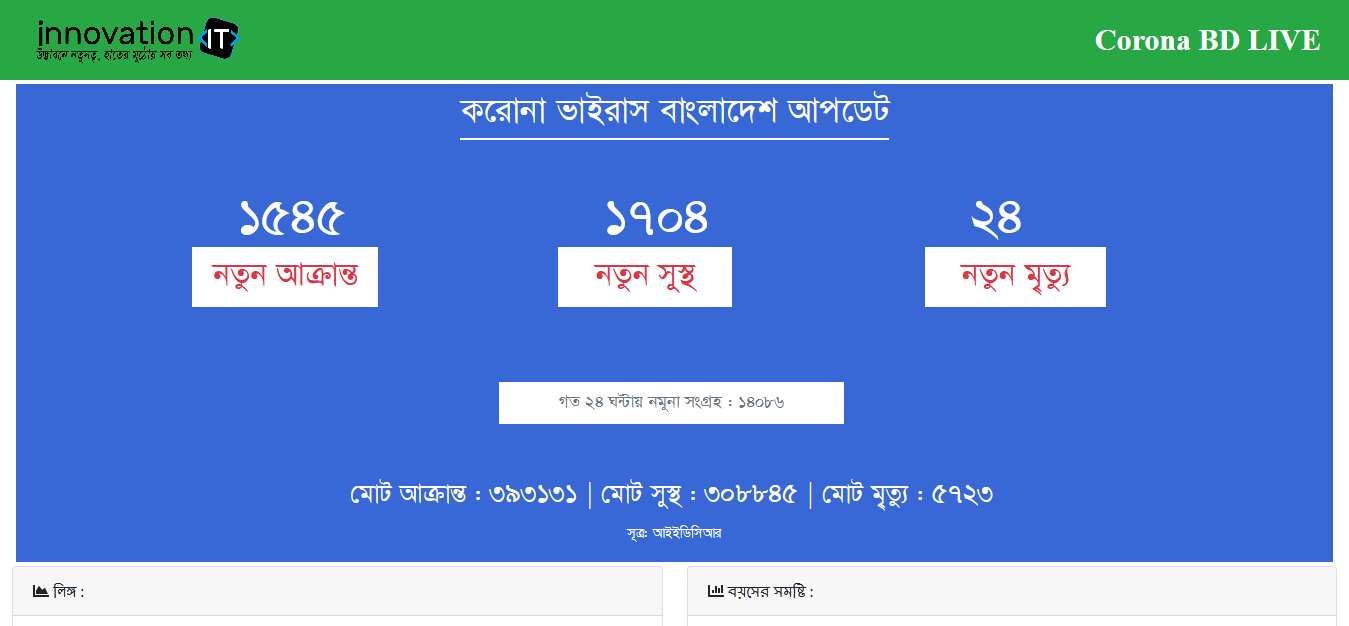 innovation IT
উদ্ভাবনে নতুনত্ব, হাতের মুঠোয় সব তথ্য
Corona BD LIVE
করোনা ভাইরাস বাংলাদেশ আপডেট
১৫৪৫
নতুন আক্রান্ত
১৭০৪
নতুন সুস্থ
২৪
নতুন মৃত্যু
গত ২৪ ঘন্টায় নমূনা সংগ্রহ : ১৪০৮৬
মোট আক্রান্ত : ৩৯৩১৩১ | মোট সুস্থ : ৩০৮৮৪৫ | মোট মৃত্যু : ৫৭২৩
সূত্র: আইইডিসিআর
লিঙ্গ :
বয়সের সমষ্টি :